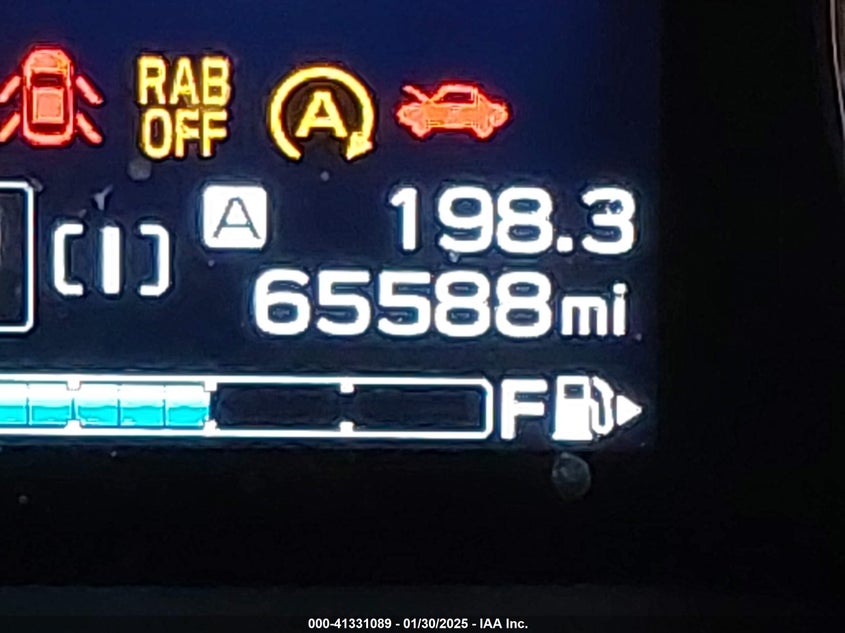 RAB
OFF
A
A 198.3
65588mi
F
000-41331089 - 01/30/2025 - IAA Inc.